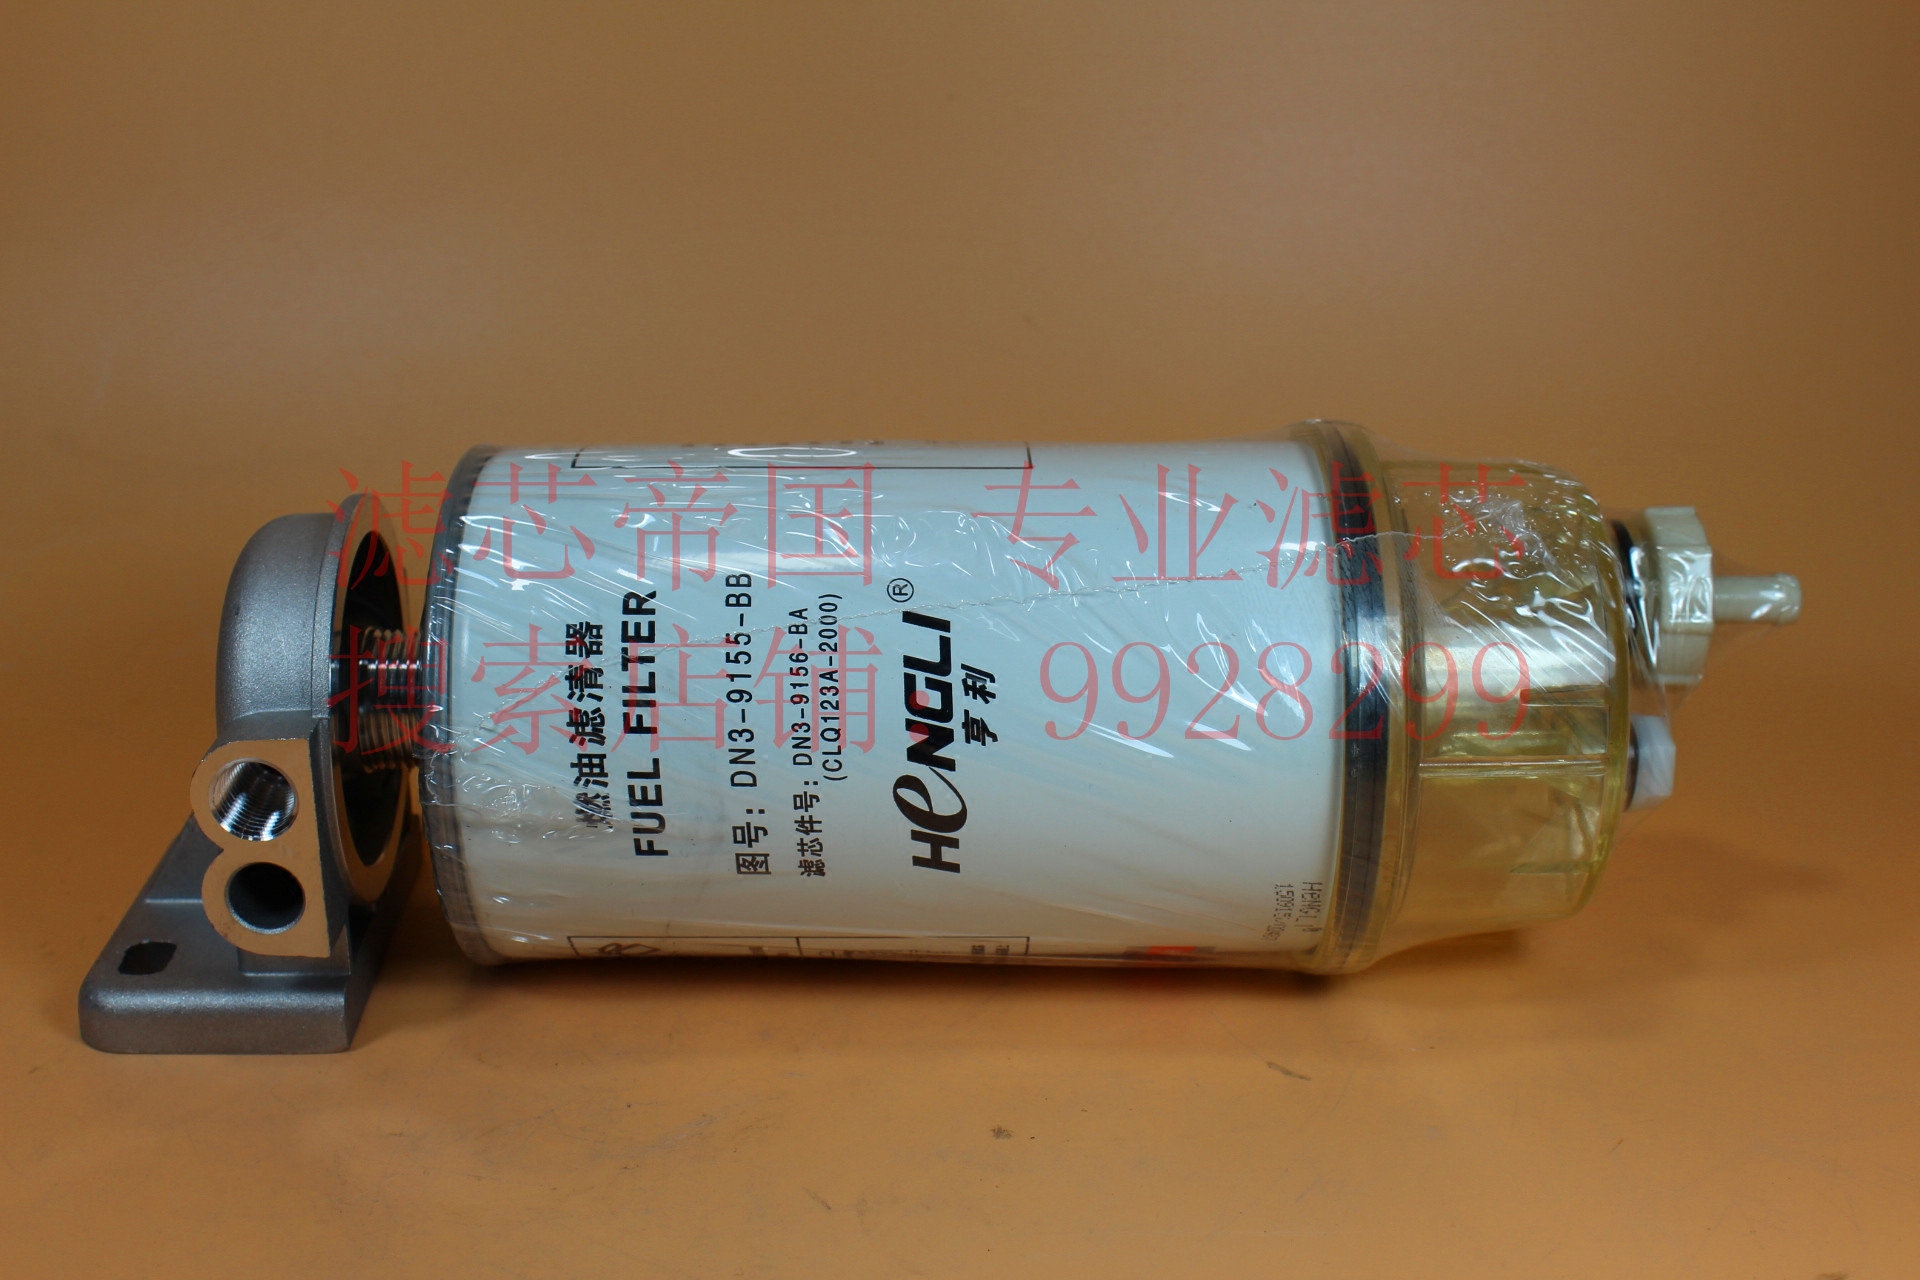 滤芯帝国 专业滤芯
搜索店铺:9928299
燃油滤清器
FUEL FILTER
图号: DN3-9155-BB
滤芯件号: DN3-9156-BA
(CLQ123A-2000)
HeNGLI®
亨利